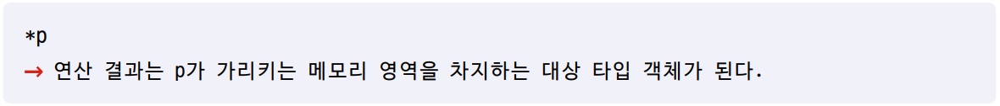 *p
→ 연산 결과는 p가 가리키는 메모리 영역을 차지하는 대상 타입 객체가 된다.